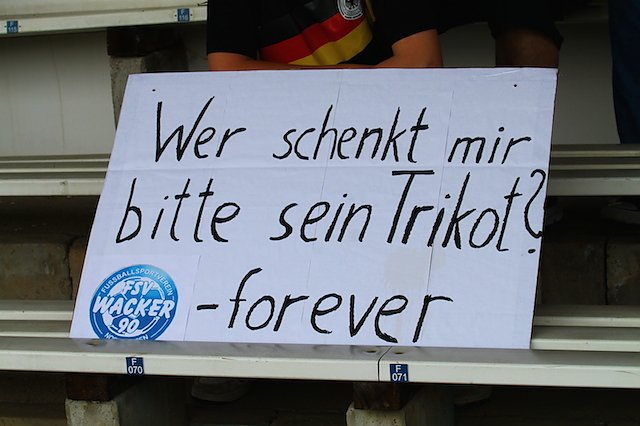 Wer schenkt mir
bitte sein Trikot?
-forever
FUSSBALLSPORTVEREIN
FSV
WACKER
90
F
070
F
071